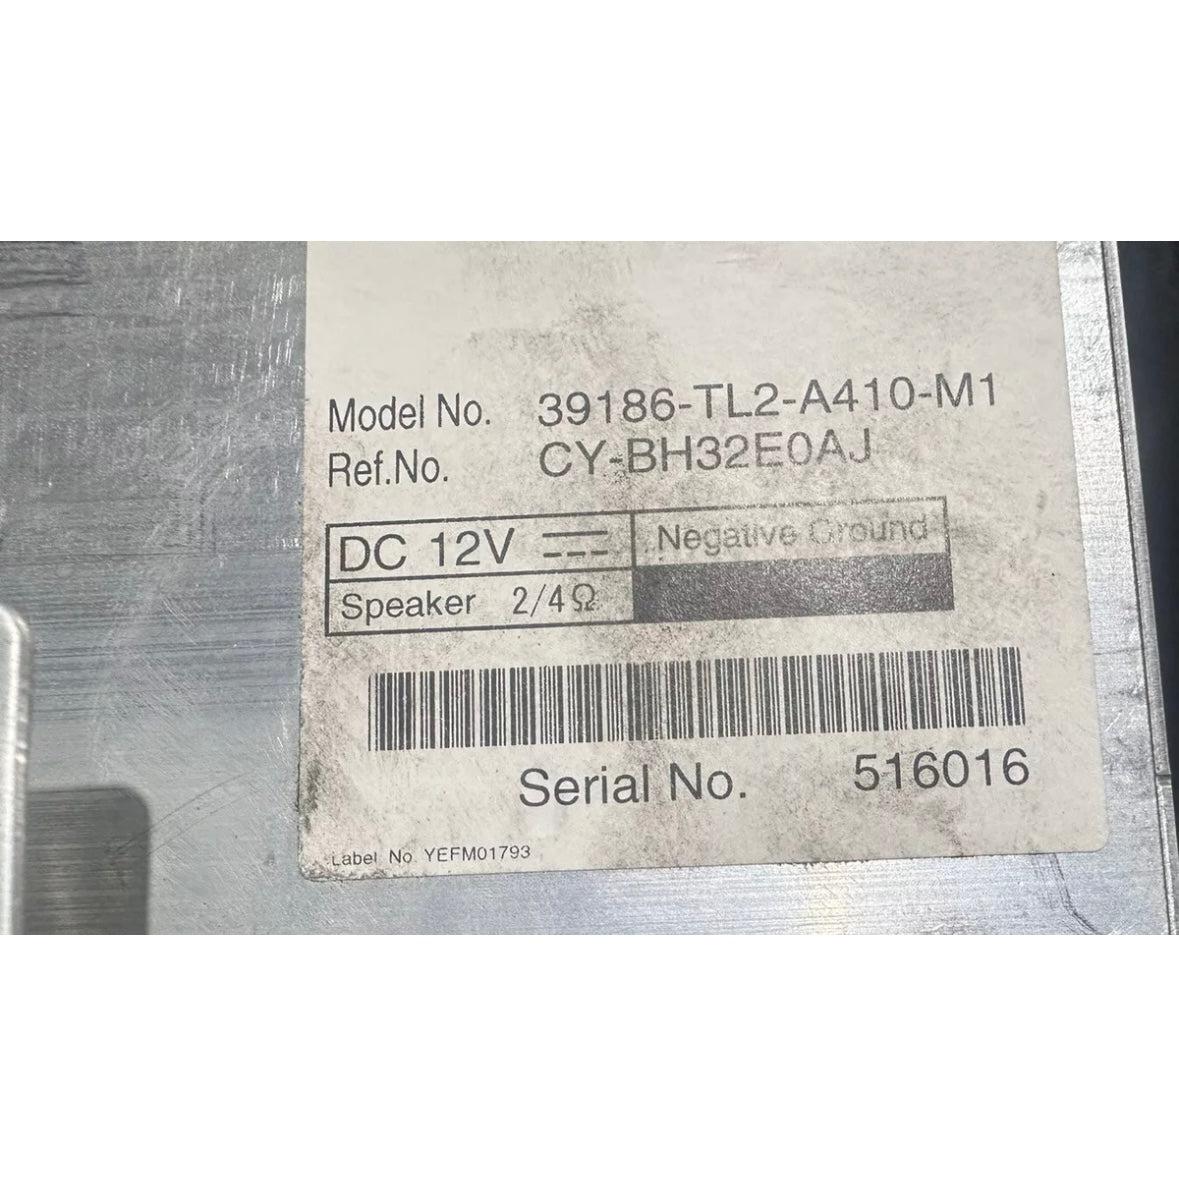 Model No. 39186-TL2-A410-M1
Ref.No. CY-BH32E0AJ
DC 12V
Negative Ground
Speaker 2/4Ω
Serial No. 516016
Label No. YEFM01793